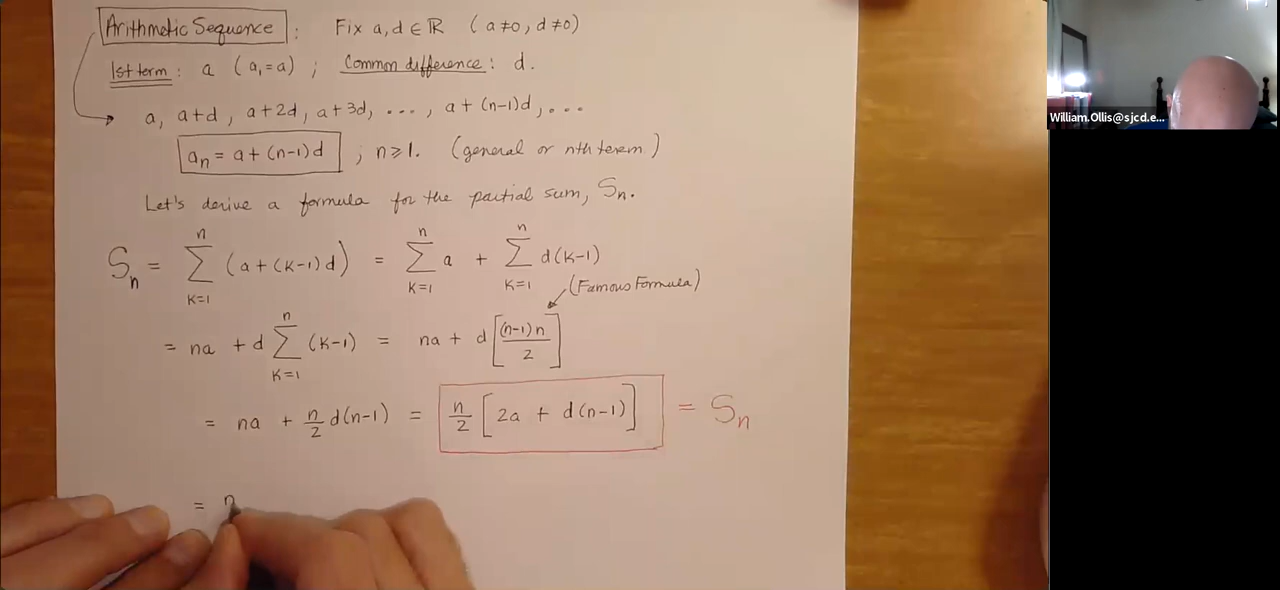 Arithmetic Sequence : Fix a, d ∈ ℝ (a≠0, d≠0)
1st term : a (a₁ = a) ; Common difference : d.
a, a+d, a+2d, a+3d, ..., a+(n-1)d, ...
aₙ = a + (n-1)d ; n ≥ 1. (general or nth term)
Let's derive a formula for the partial sum, Sₙ.
Sₙ = ∑_{K=1}^{n} (a + (K-1)d) = ∑_{K=1}^{n} a + ∑_{K=1}^{n} d(K-1)
(Famous Formula)
= na + d ∑_{K=1}^{n} (K-1) = na + d [(n-1)n / 2]
= na + n/2 d(n-1) = n/2 [2a + d(n-1)] = Sₙ
= n
William.Ollis@sjcd.e...